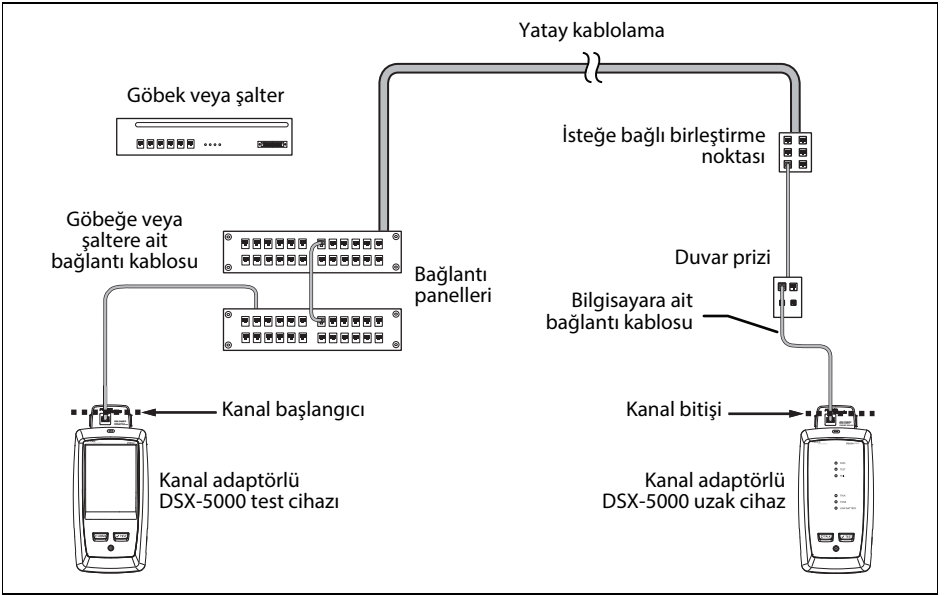 Yatay kablolama
Göbek veya şalter
İsteğe bağlı birleştirme
noktası
Göbeğe veya
şaltere ait
bağlantı kablosu
Bağlantı
panelleri
Duvar prizi
Bilgisayara ait
bağlantı kablosu
Kanal başlangıcı
Kanal bitişi
Kanal adaptörlü
DSX-5000 test cihazı
Kanal adaptörlü
DSX-5000 uzak cihaz